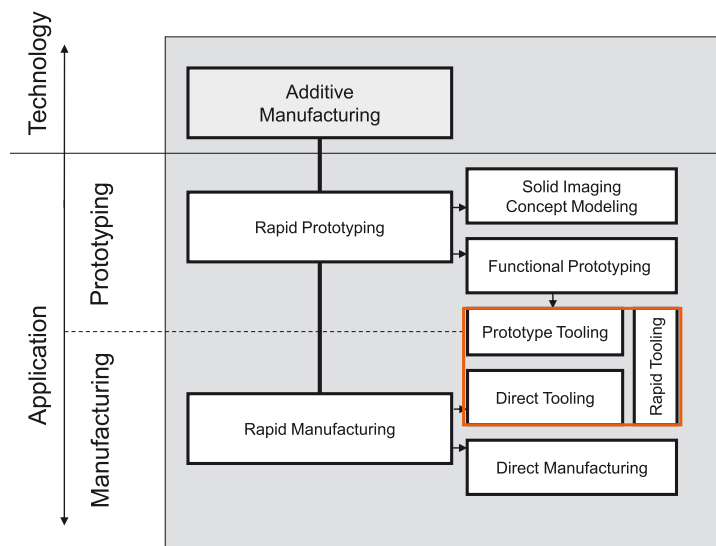 Technology
Additive
Manufacturing
Application
Prototyping
Rapid Prototyping
Solid Imaging
Concept Modeling
Functional Prototyping
Prototype Tooling
Rapid Tooling
Manufacturing
Direct Tooling
Rapid Manufacturing
Direct Manufacturing